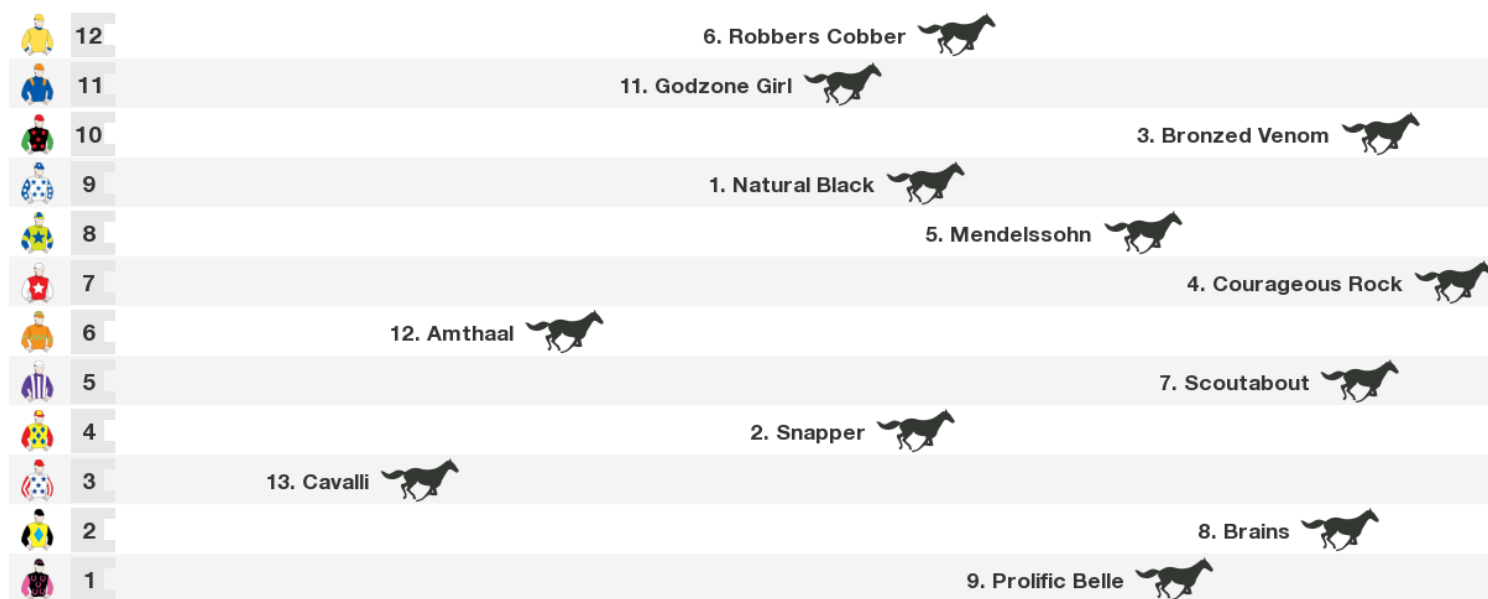 12 6. Robbers Cobber
11 11. Godzone Girl
10 3. Bronzed Venom
9 1. Natural Black
8 5. Mendelssohn
7 4. Courageous Rock
6 12. Amthaal
5 7. Scoutabout
4 2. Snapper
3 13. Cavalli
2 8. Brains
1 9. Prolific Belle